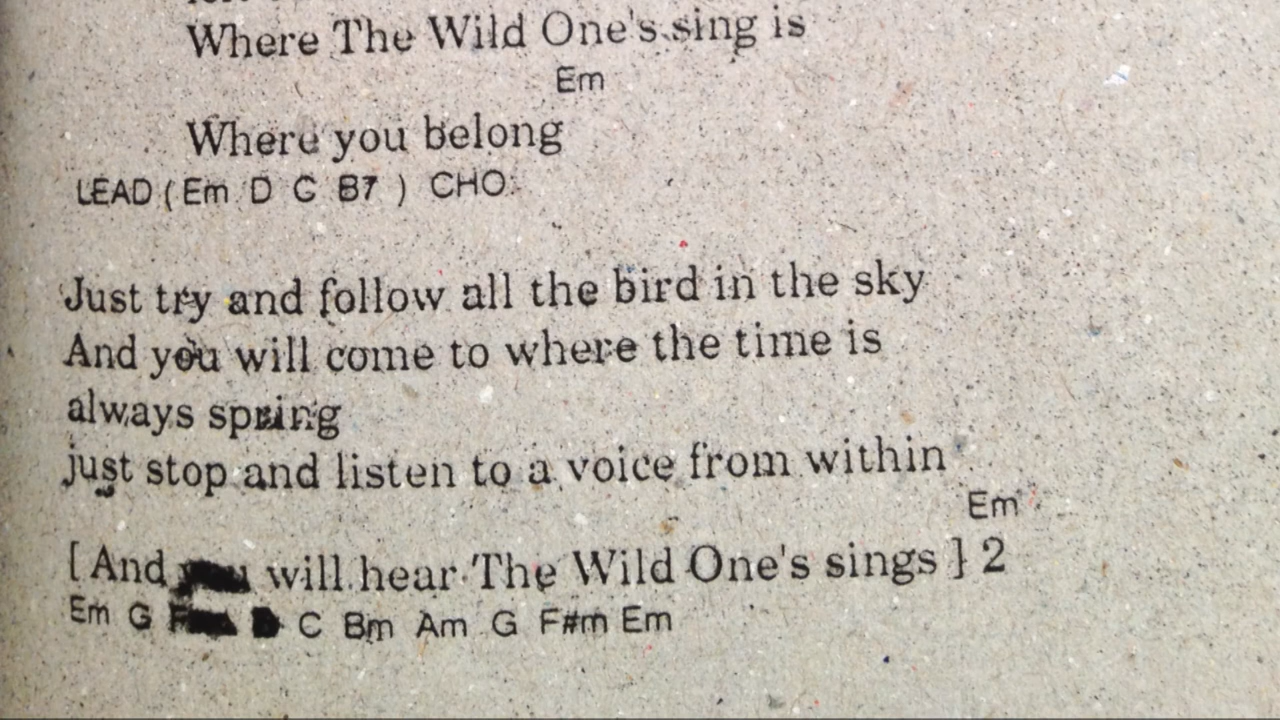 Where The Wild One's sing is
Em
Where you belong
LEAD ( Em D C B7 ) CHO:
Just try and follow all the bird in the sky
And you will come to where the time is
always spring
just stop and listen to a voice from within
Em
[ And will hear The Wild One's sings } 2
Em G C Bm Am G F#m Em